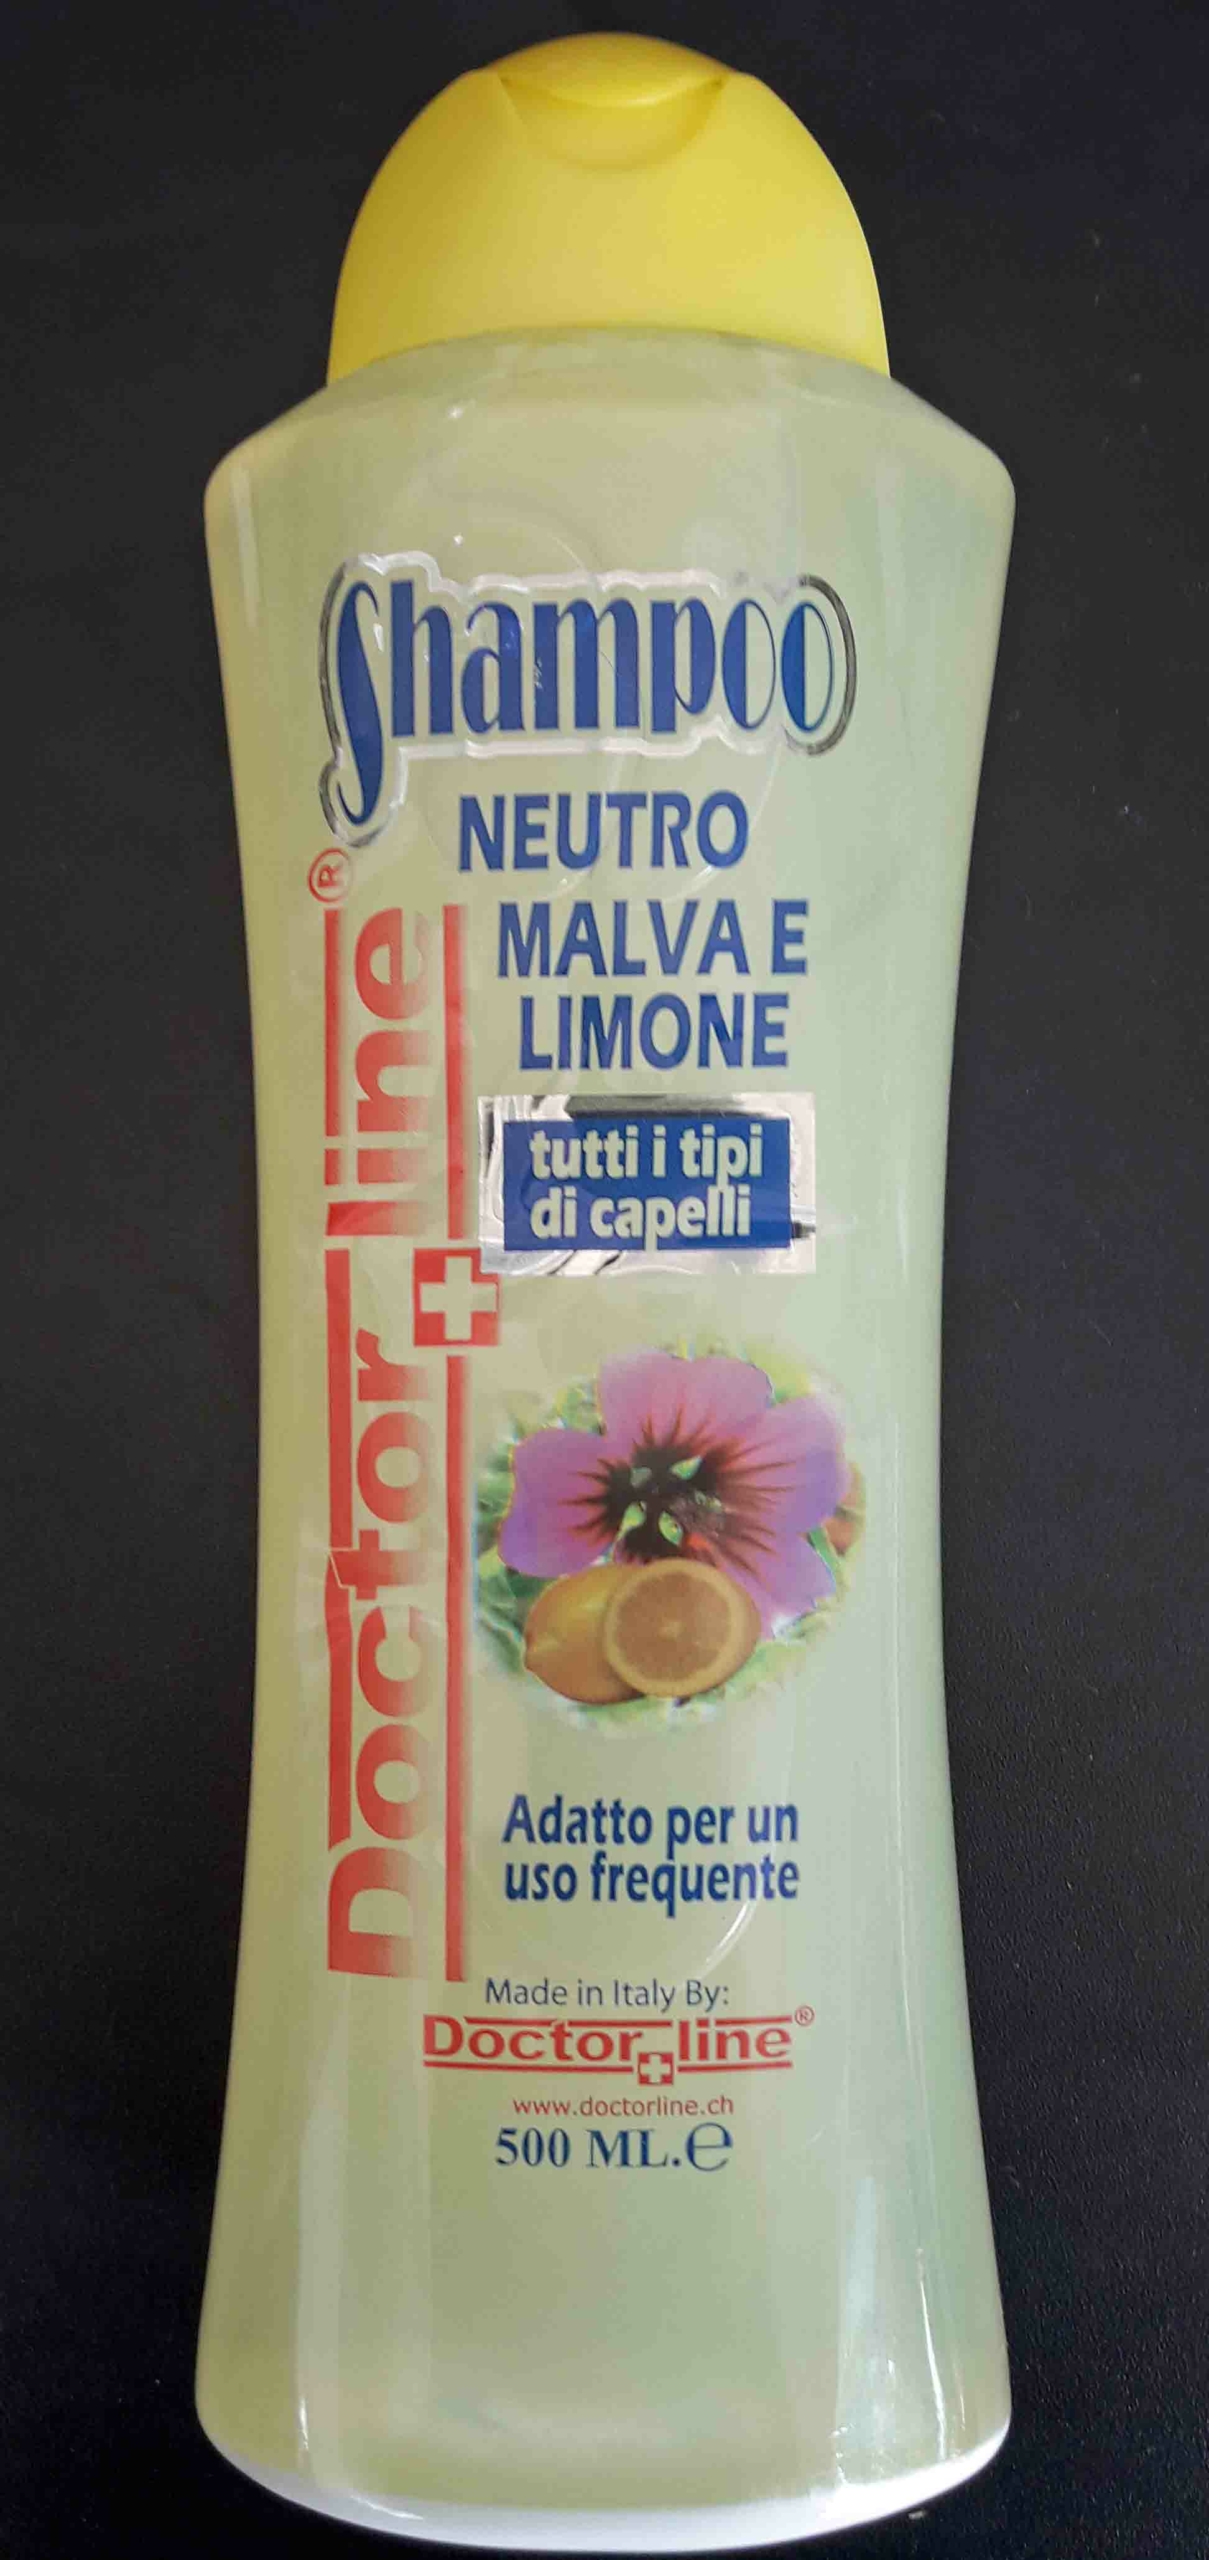 Shampoo
NEUTRO
MALVA E
LIMONE
tutti i tipi
di capelli
Doctor line®
Adatto per un
uso frequente
Made in Italy By:
Doctor line®
www.doctorline.ch
500 ML.e